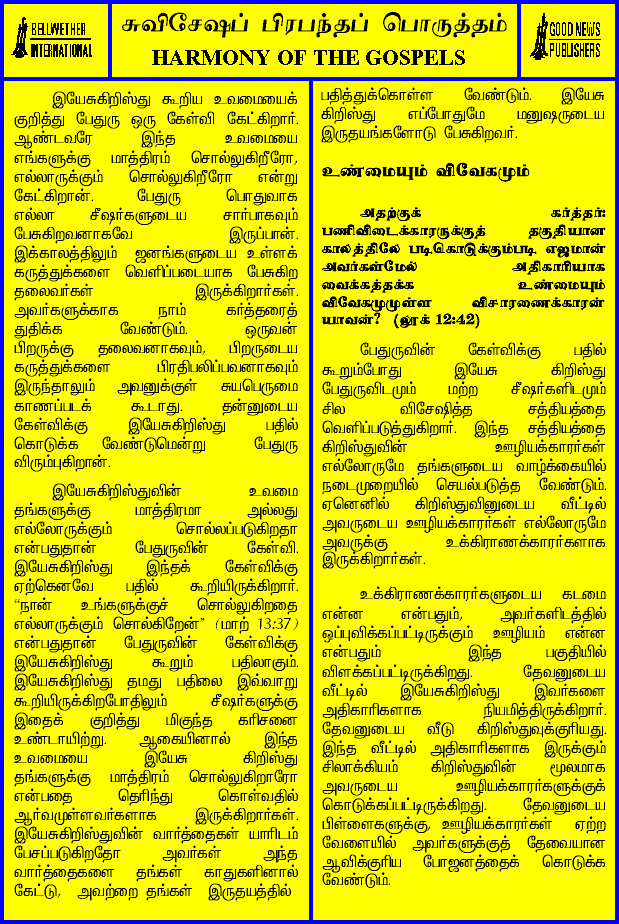 BELLWETHER
INTERNATIONAL
சுவிசேஷப் பிரபந்தப் பொருத்தம்
HARMONY OF THE GOSPELS
GOOD NEWS
PUBLISHERS
இயேசுகிறிஸ்து கூறிய உவமையைக்
குறித்து பேதுரு ஒரு கேள்வி கேட்கிறார்.
ஆண்டவரே இந்த உவமையை
எங்களுக்கு மாத்திரம் சொல்லுகிறீரோ,
எல்லாருக்கும் சொல்லுகிறீரோ என்று
கேட்கிறான். பேதுரு பொதுவாக
எல்லா சீஷர்களுடைய சார்பாகவும்
பேசுகிறவனாகவே இருப்பான்.
இக்காலத்திலும் ஜனங்களுடைய உள்ளக்
கருத்துக்களை வெளிப்படையாக பேசுகிற
தலைவர்கள் இருக்கிறார்கள்.
அவர்களுக்காக நாம் கர்த்தரைத்
துதிக்க வேண்டும். ஒருவன்
பிறருக்கு தலைவனாகவும், பிறருடைய
கருத்துக்களை பிரதிபலிப்பவனாகவும்
இருந்தாலும் அவனுக்குள் சுயபெருமை
காணப்படக் கூடாது. தன்னுடைய
கேள்விக்கு இயேசுகிறிஸ்து பதில்
கொடுக்க வேண்டுமென்று பேதுரு
விரும்புகிறான்.
இயேசுகிறிஸ்துவின் உவமை
தங்களுக்கு மாத்திரமா அல்லது
எல்லோருக்கும் சொல்லப்படுகிறதா
என்பதுதான் பேதுருவின் கேள்வி.
இயேசுகிறிஸ்து இந்தக் கேள்விக்கு
ஏற்கெனவே பதில் கூறியிருக்கிறார்.
“நான் உங்களுக்குச் சொல்லுகிறதை
எல்லாருக்கும் சொல்கிறேன்” (மாற் 13:37)
என்பதுதான் பேதுருவின் கேள்விக்கு
இயேசுகிறிஸ்து கூறும் பதிலாகும்.
இயேசுகிறிஸ்து தமது பதிலை இவ்வாறு
கூறியிருக்கிறபோதிலும் சீஷர்களுக்கு
இதைக் குறித்து மிகுந்த கரிசனை
உண்டாயிற்று. ஆகையினால் இந்த
உவமையை இயேசு கிறிஸ்து
தங்களுக்கு மாத்திரம் சொல்லுகிறாரோ
என்பதை தெரிந்து கொள்வதில்
ஆர்வமுள்ளவர்களாக இருக்கிறார்கள்.
இயேசுகிறிஸ்துவின் வார்த்தைகள் யாரிடம்
பேசப்படுகிறதோ அவர்கள் அந்த
வார்த்தைகளை தங்கள் காதுகளினால்
கேட்டு, அவற்றை தங்கள் இருதயத்தில்
பதித்துக்கொள்ள வேண்டும். இயேசு
கிறிஸ்து எப்போதுமே மனுஷருடைய
இருதயங்களோடு பேசுகிறவர்.
உண்மையும் விவேகமும்
அதற்குக் கர்த்தர்:
பணிவிடைக்காரருக்குத் தகுதியான
காலத்திலே படிகொடுக்கும்படி எஜமான்
அவர்கள்மேல் அதிகாரியாக
வைக்கத்தக்க உண்மையும்
விவேகமுமுள்ள விசாரணைக்காரன்
யாவன்? (லூக் 12:42)
பேதுருவின் கேள்விக்கு பதில்
கூறும்போது இயேசு கிறிஸ்து
பேதுருவிடமும் மற்ற சீஷர்களிடமும்
சில விசேஷித்த சத்தியத்தை
வெளிப்படுத்துகிறார். இந்த சத்தியத்தை
கிறிஸ்துவின் ஊழியக்காரர்கள்
எல்லோருமே தங்களுடைய வாழ்க்கையில்
நடைமுறையில் செயல்படுத்த வேண்டும்.
ஏனெனில் கிறிஸ்துவினுடைய வீட்டில்
அவருடைய ஊழியக்காரர்கள் எல்லோருமே
அவருக்கு உக்கிராணக்காரர்களாக
இருக்கிறார்கள்.
உக்கிராணக்காரர்களுடைய கடமை
என்ன என்பதும், அவர்களிடத்தில்
ஒப்புவிக்கப்பட்டிருக்கும் ஊழியம் என்ன
என்பதும் இந்த பகுதியில்
விளக்கப்பட்டிருக்கிறது. தேவனுடைய
வீட்டில் இயேசுகிறிஸ்து இவர்களை
அதிகாரிகளாக நியமித்திருக்கிறார்.
தேவனுடைய வீடு கிறிஸ்துவுக்குரியது.
இந்த வீட்டில் அதிகாரிகளாக இருக்கும்
சிலாக்கியம் கிறிஸ்துவின் மூலமாக
அவருடைய ஊழியக்காரர்களுக்குக்
கொடுக்கப்பட்டிருக்கிறது. தேவனுடைய
பிள்ளைகளுக்கு, ஊழியக்காரர்கள் ஏற்ற
வேளையில் அவர்களுக்குத் தேவையான
ஆவிக்குரிய போஜனத்தைக் கொடுக்க
வேண்டும்.